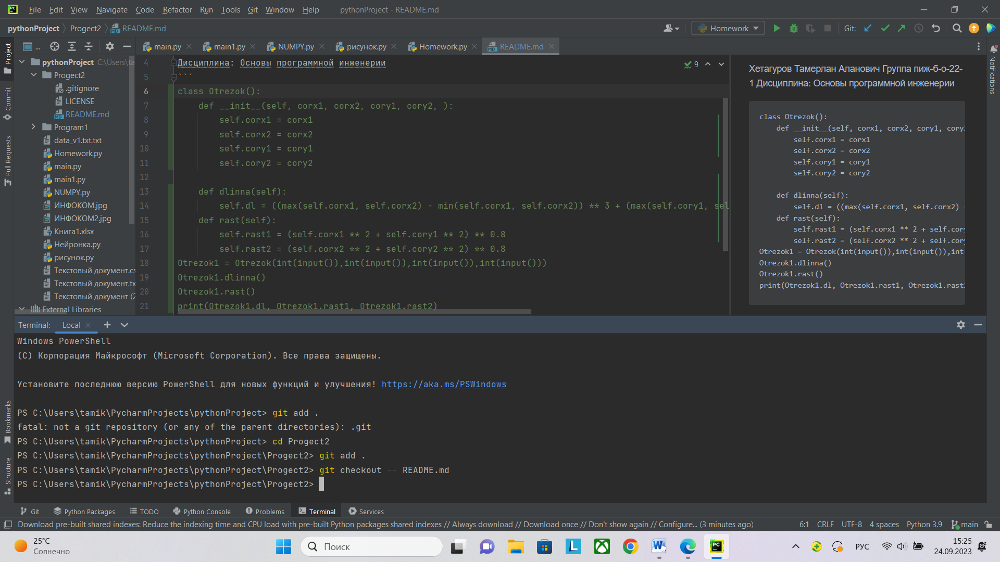 File Edit View Navigate Code Refactor Run Tools Git Window Help pythonProject - README.md
pythonProject Progect2 README.md Homework Git:
... main.py main1.py NUMPY.py рисунок.py Homework.py README.md
Project
Commit
Pull Requests
Bookmarks
Structure
Notifications
pythonProject C:\Users\ta
Progect2
.gitignore
LICENSE
README.md
Program1
data_v1.txt.txt
Homework.py
main.py
main1.py
NUMPY.py
ИНФОКОМ.jpg
ИНФОКОМ2.jpg
Книга1.xlsx
Нейронка.py
рисунок.py
Текстовый документ.cs
Текстовый документ.tx
Текстовый документ (2
External Libraries
4 Дисциплина: Основы программной инженерии
9
5 ```
6 class Otrezok():
7 def __init__(self, corx1, corx2, cory1, cory2, ):
8 self.corx1 = corx1
9 self.corx2 = corx2
10 self.cory1 = cory1
11 self.cory2 = cory2
12
13 def dlinna(self):
14 self.dl = ((max(self.corx1, self.corx2) - min(self.corx1, self.corx2)) ** 3 + (max(self.cory1, sel
15 def rast(self):
16 self.rast1 = (self.corx1 ** 2 + self.cory1 ** 2) ** 0.8
17 self.rast2 = (self.corx2 ** 2 + self.cory2 ** 2) ** 0.8
18 Otrezok1 = Otrezok(int(input()),int(input()),int(input()),int(input()))
19 Otrezok1.dlinna()
20 Otrezok1.rast()
21 print(Otrezok1.dl, Otrezok1.rast1, Otrezok1.rast2)
Хетагуров Тамерлан Аланович Группа пиж-б-о-22-
1 Дисциплина: Основы программной инженерии
class Otrezok():
def __init__(self, corx1, corx2, cory1, cory2
self.corx1 = corx1
self.corx2 = corx2
self.cory1 = cory1
self.cory2 = cory2
def dlinna(self):
self.dl = ((max(self.corx1, self.corx2) -
def rast(self):
self.rast1 = (self.corx1 ** 2 + self.cory
self.rast2 = (self.corx2 ** 2 + self.cory
Otrezok1 = Otrezok(int(input()),int(input()),int(
Otrezok1.dlinna()
Otrezok1.rast()
print(Otrezok1.dl, Otrezok1.rast1, Otrezok1.rast2
Terminal: Local
Windows PowerShell
(C) Корпорация Майкрософт (Microsoft Corporation). Все права защищены.
Установите последнюю версию PowerShell для новых функций и улучшения! https://aka.ms/PSWindows
PS C:\Users\tamik\PycharmProjects\pythonProject> git add .
fatal: not a git repository (or any of the parent directories): .git
PS C:\Users\tamik\PycharmProjects\pythonProject> cd Progect2
PS C:\Users\tamik\PycharmProjects\pythonProject\Progect2> git add .
PS C:\Users\tamik\PycharmProjects\pythonProject\Progect2> git checkout -- README.md
PS C:\Users\tamik\PycharmProjects\pythonProject\Progect2>
Git Python Packages TODO Python Console Problems Terminal Services
Download pre-built shared indexes: Reduce the indexing time and CPU load with pre-built Python packages shared indexes // Always download // Download once // Don't show again // Configure... (3 minutes ago) 6:1 CRLF UTF-8 4 spaces Python 3.9 main
25°C
Солнечно
Поиск
РУС
15:25
24.09.2023